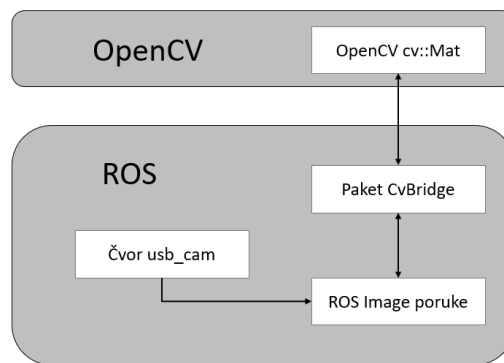 OpenCV
OpenCV cv::Mat
ROS
Paket CvBridge
Čvor usb_cam
ROS Image poruke